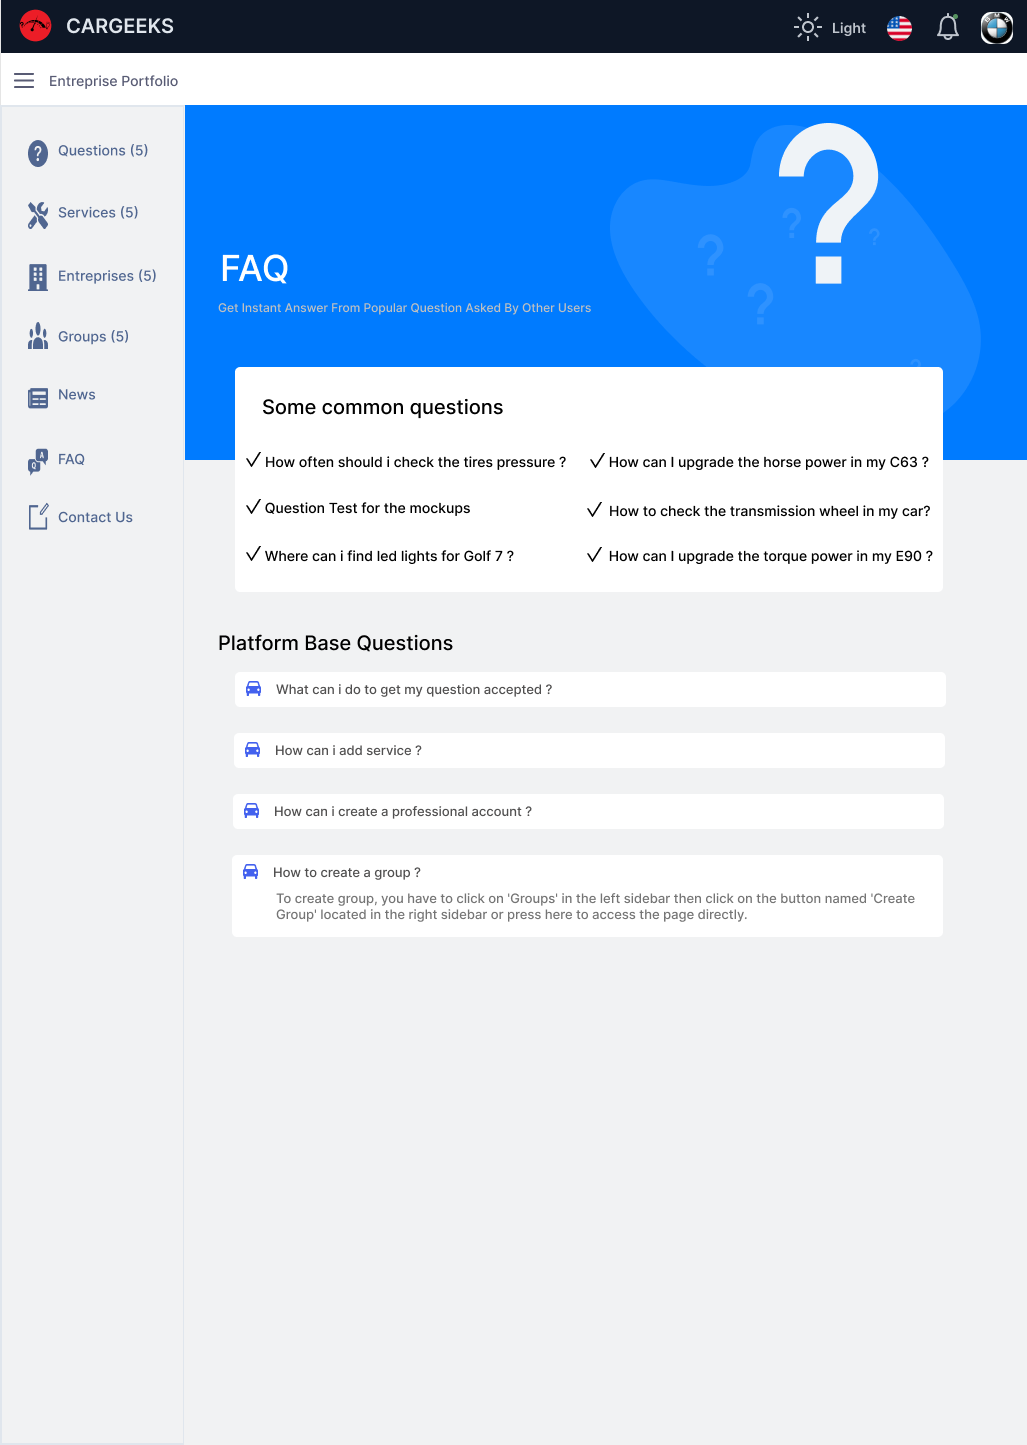 CARGEEKS
Light
Entreprise Portfolio
Questions (5)
Services (5)
Entreprises (5)
Groups (5)
News
FAQ
Contact Us
FAQ
Get Instant Answer From Popular Question Asked By Other Users
Some common questions
How often should i check the tires pressure ?
How can I upgrade the horse power in my C63 ?
Question Test for the mockups
How to check the transmission wheel in my car?
Where can i find led lights for Golf 7 ?
How can I upgrade the torque power in my E90 ?
Platform Base Questions
What can i do to get my question accepted ?
How can i add service ?
How can i create a professional account ?
How to create a group ?
To create group, you have to click on 'Groups' in the left sidebar then click on the button named 'Create
Group' located in the right sidebar or press here to access the page directly.